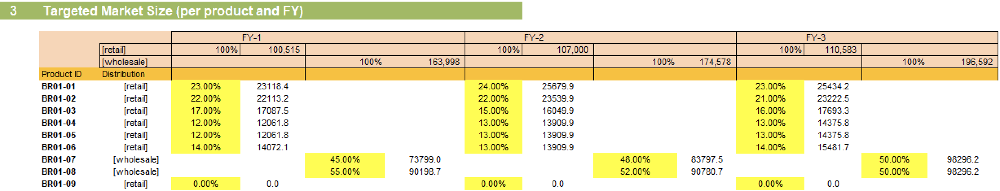 3 Targeted Market Size (per product and FY)
FY-1 FY-2 FY-3
[retail] 100% 100,515 100% 107,000 100% 110,583
[wholesale] 100% 163,998 100% 174,578 100% 196,592
Product ID Distribution
BR01-01 [retail] 23.00% 23118.4 24.00% 25679.9 23.00% 25434.2
BR01-02 [retail] 22.00% 22113.2 22.00% 23539.9 21.00% 23222.5
BR01-03 [retail] 17.00% 17087.5 15.00% 16049.9 16.00% 17693.3
BR01-04 [retail] 12.00% 12061.8 13.00% 13909.9 13.00% 14375.8
BR01-05 [retail] 12.00% 12061.8 13.00% 13909.9 13.00% 14375.8
BR01-06 [retail] 14.00% 14072.1 13.00% 13909.9 14.00% 15481.7
BR01-07 [wholesale] 45.00% 73799.0 48.00% 83797.5 50.00% 98296.2
BR01-08 [wholesale] 55.00% 90198.7 52.00% 90780.7 50.00% 98296.2
BR01-09 [retail] 0.00% 0.0 0.00% 0.0 0.00% 0.0